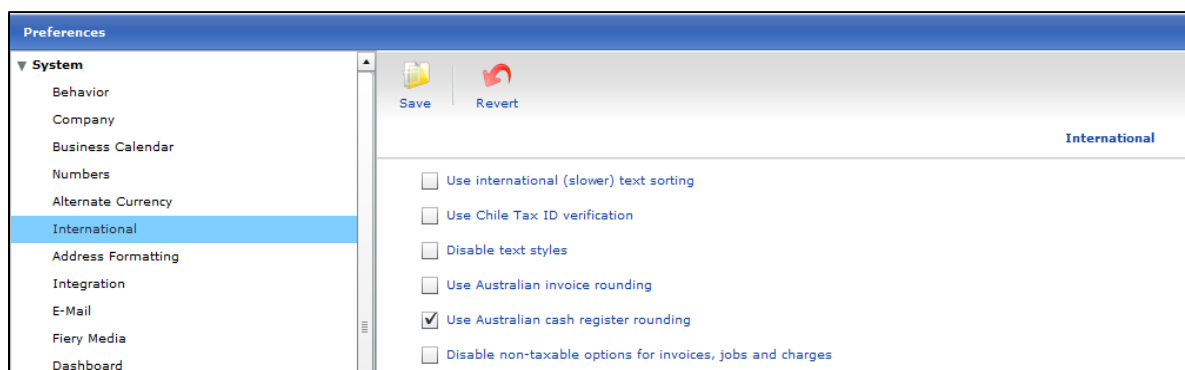 Preferences
System
Behavior
Company
Business Calendar
Numbers
Alternate Currency
International
Address Formatting
Integration
E-Mail
Fiery Media
Dashboard
Save
Revert
International
Use international (slower) text sorting
Use Chile Tax ID verification
Disable text styles
Use Australian invoice rounding
Use Australian cash register rounding
Disable non-taxable options for invoices, jobs and charges